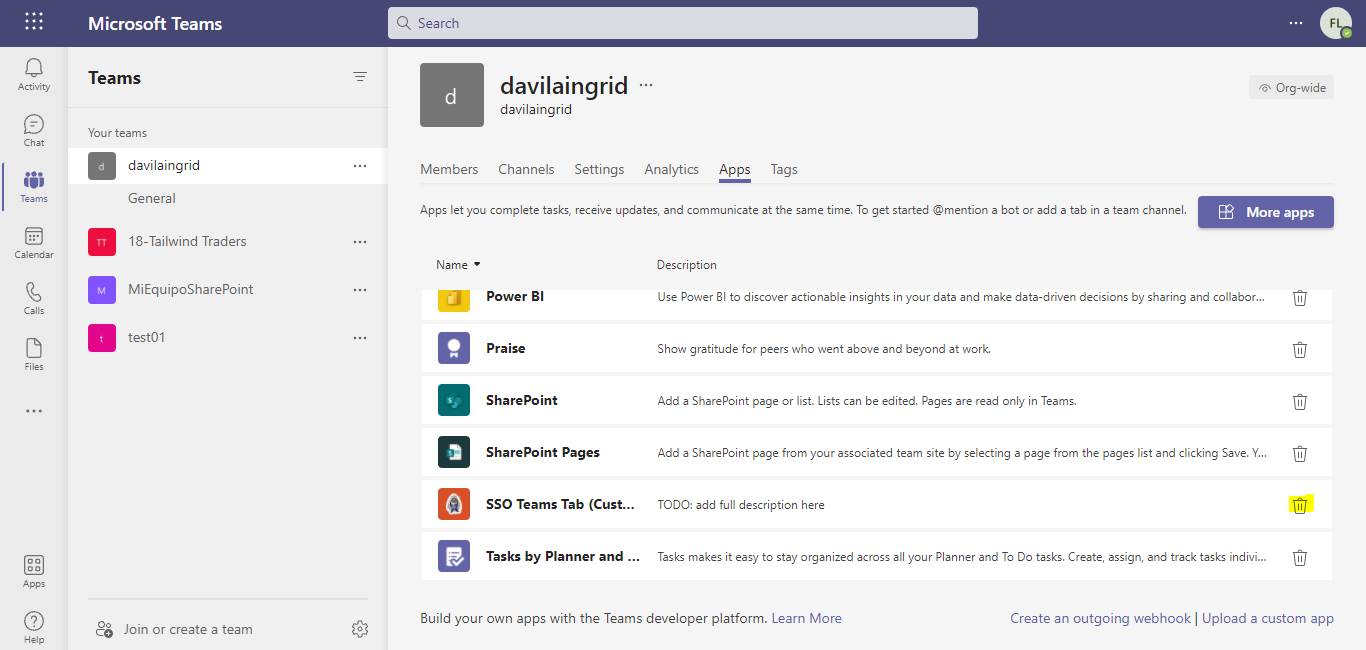 Microsoft Teams
Search
FL
Activity
Chat
Teams
Calendar
Calls
Files
Apps
Help
Teams
Your teams
d
davilaingrid
General
TT
18-Tailwind Traders
M
MiEquipoSharePoint
t
test01
Join or create a team
d
davilaingrid
davilaingrid
Org-wide
Members Channels Settings Analytics Apps Tags
Apps let you complete tasks, receive updates, and communicate at the same time. To get started @mention a bot or add a tab in a team channel.
More apps
Name Description
Power BI Use Power BI to discover actionable insights in your data and make data-driven decisions by sharing and collabor...
Praise Show gratitude for peers who went above and beyond at work.
SharePoint Add a SharePoint page or list. Lists can be edited. Pages are read only in Teams.
SharePoint Pages Add a SharePoint page from your associated team site by selecting a page from the pages list and clicking Save. Y...
SSO Teams Tab (Cust... TODO: add full description here
Tasks by Planner and ... Tasks makes it easy to stay organized across all your Planner and To Do tasks. Create, assign, and track tasks indivi...
Build your own apps with the Teams developer platform. Learn More
Create an outgoing webhook | Upload a custom app